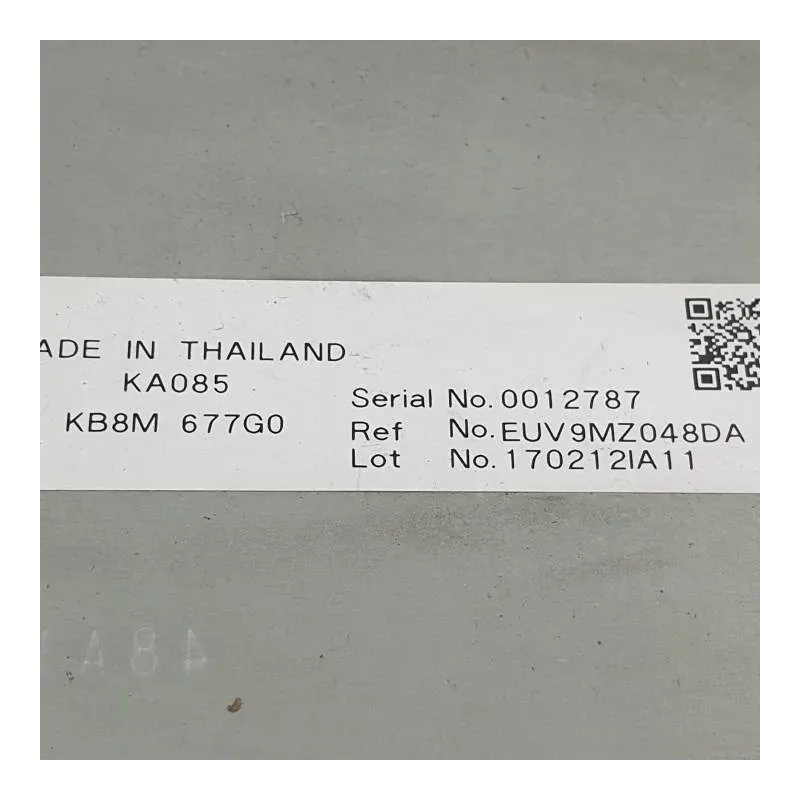 ADE IN THAILAND
KA085
KB8M 677G0
Serial No. 0012787
Ref No. EUV9MZ048DA
Lot No. 170212IA11